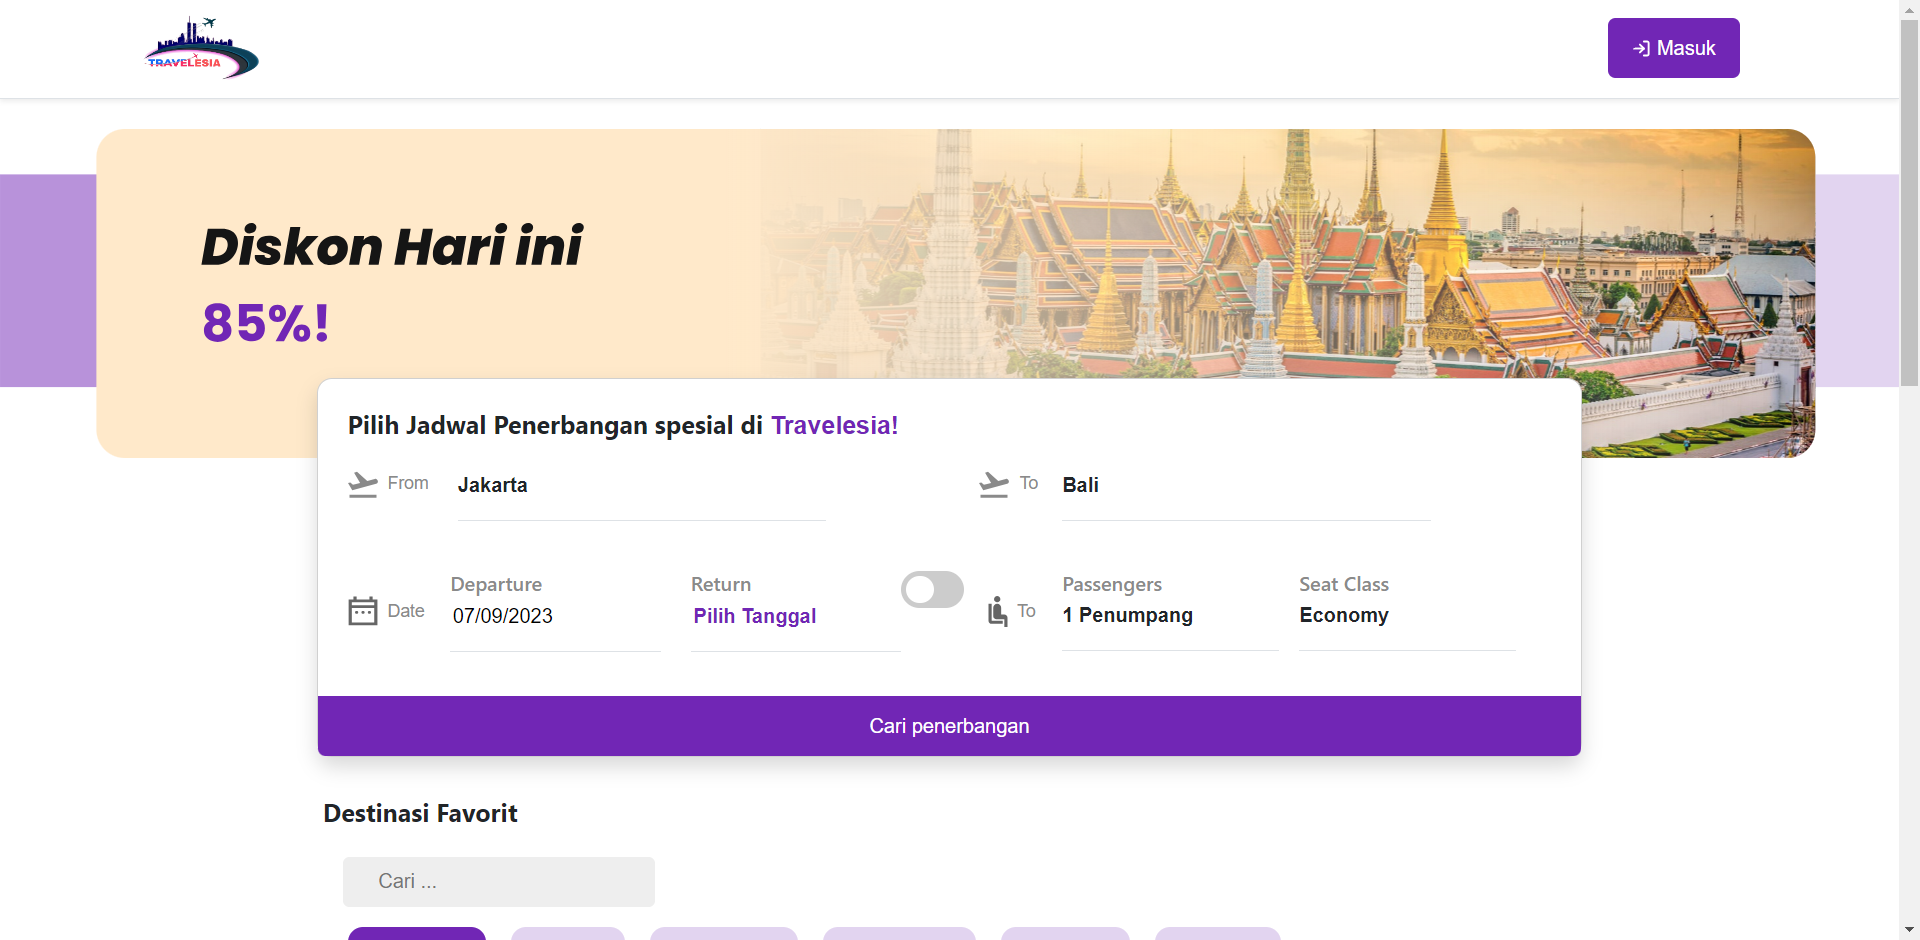 TRAVELESIA
Masuk
Diskon Hari ini
85%!
Pilih Jadwal Penerbangan spesial di Travelesia!
From Jakarta
To Bali
Date
Departure
07/09/2023
Return
Pilih Tanggal
To
Passengers
1 Penumpang
Seat Class
Economy
Cari penerbangan
Destinasi Favorit
Cari ...